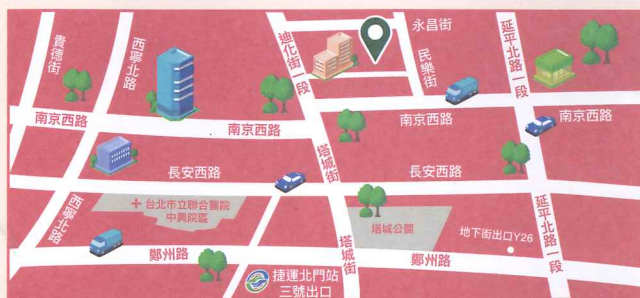 貴德街
西寧北路
迪化街一段
永昌街
民樂街
延平北路一段
南京西路
南京西路
南京西路
南京西路
塔城街
長安西路
長安西路
西寧北路
台北市立聯合醫院
中興院區
塔城公園
地下街出口Y26
延平北路一段
鄭州路
塔城街
鄭州路
捷運北門站
三號出口